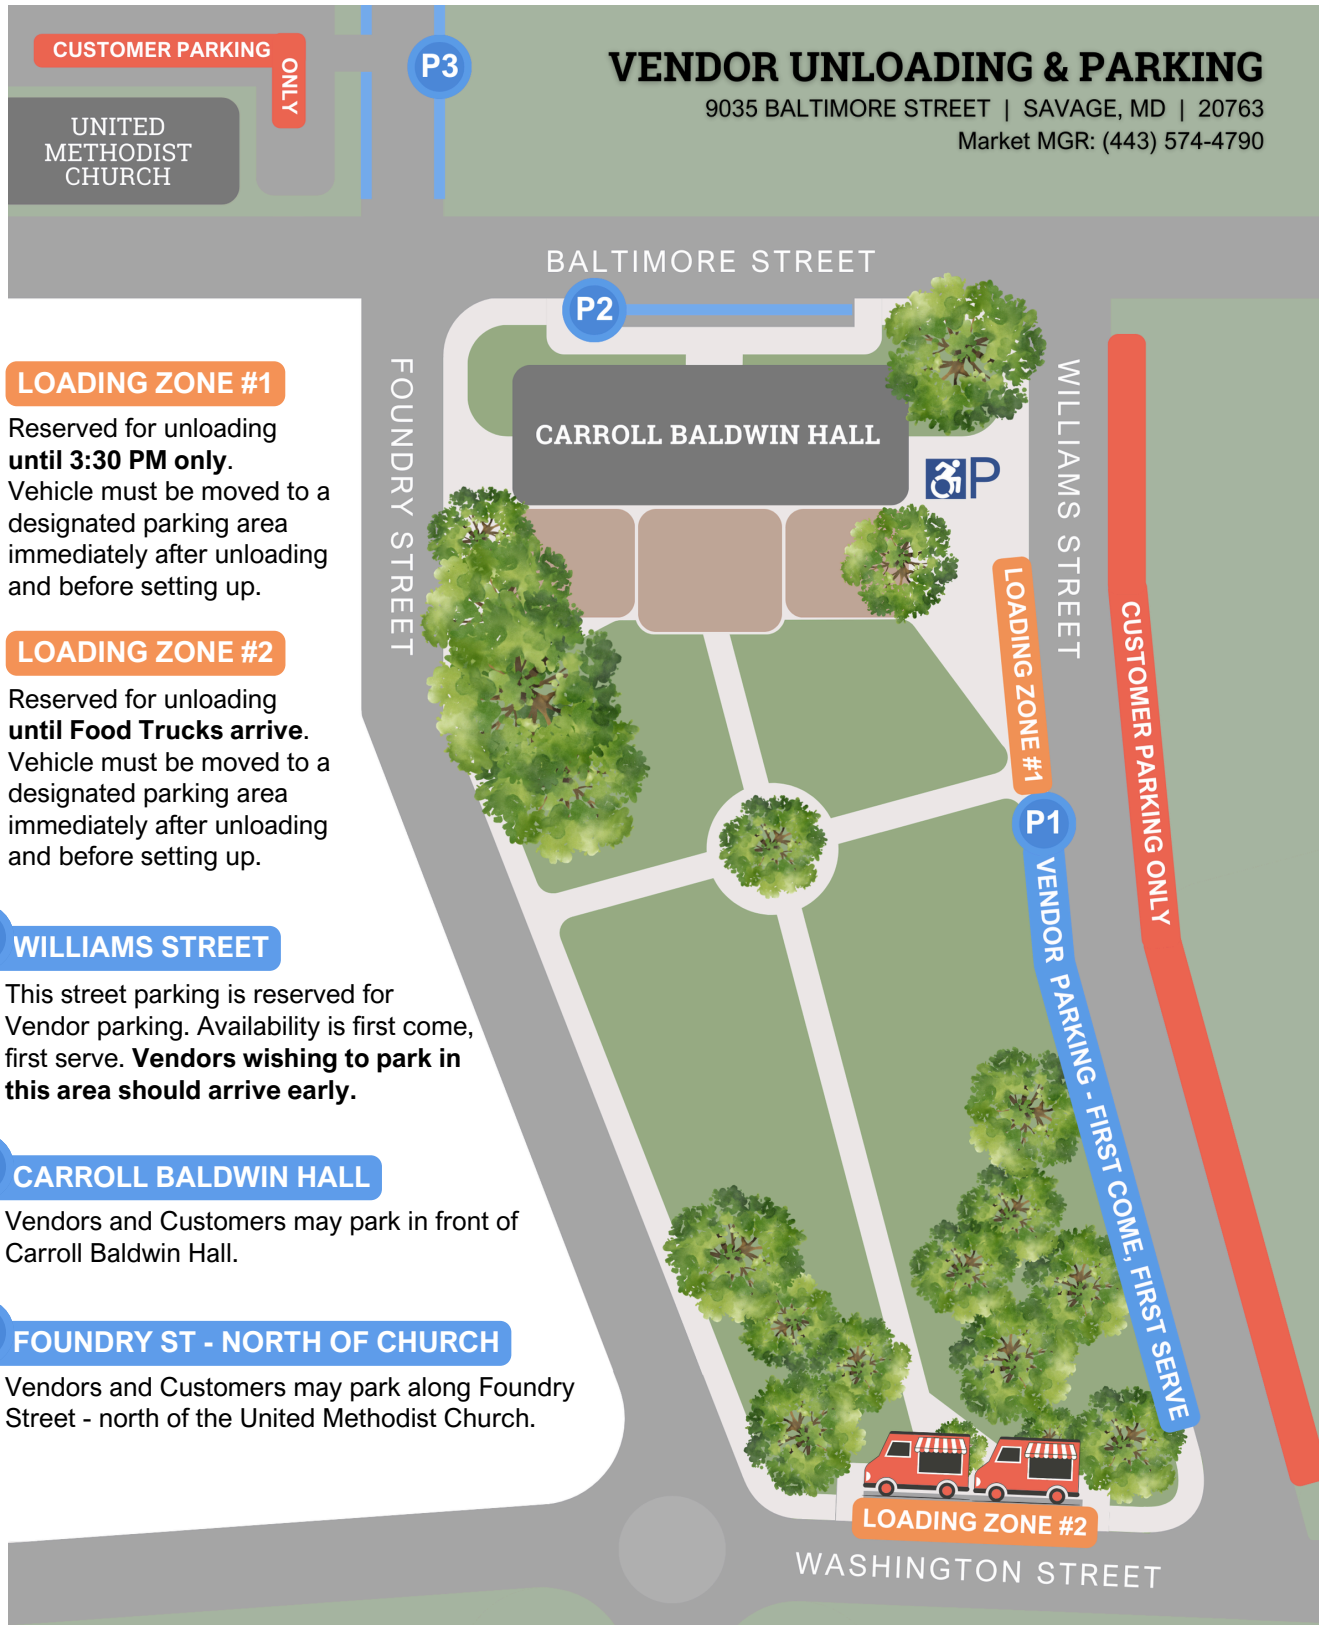 VENDOR UNLOADING & PARKING
9035 BALTIMORE STREET | SAVAGE, MD | 20763
Market MGR: (443) 574-4790
CUSTOMER PARKING
ONLY
P3
UNITED
METHODIST
CHURCH
BALTIMORE STREET
P2
FOUNDRY STREET
CARROLL BALDWIN HALL
P
WILLIAMS STREET
LOADING ZONE #1
CUSTOMER PARKING ONLY
P1
VENDOR PARKING - FIRST COME, FIRST SERVE
LOADING ZONE #2
WASHINGTON STREET
LOADING ZONE #1
Reserved for unloading
until 3:30 PM only.
Vehicle must be moved to a
designated parking area
immediately after unloading
and before setting up.
LOADING ZONE #2
Reserved for unloading
until Food Trucks arrive.
Vehicle must be moved to a
designated parking area
immediately after unloading
and before setting up.
WILLIAMS STREET
This street parking is reserved for
Vendor parking. Availability is first come,
first serve. Vendors wishing to park in
this area should arrive early.
CARROLL BALDWIN HALL
Vendors and Customers may park in front of
Carroll Baldwin Hall.
FOUNDRY ST - NORTH OF CHURCH
Vendors and Customers may park along Foundry
Street - north of the United Methodist Church.